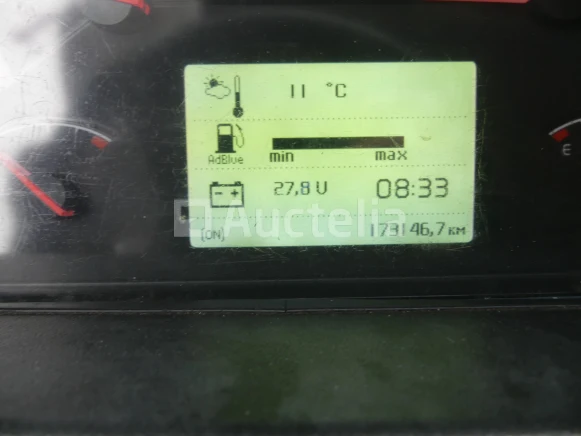 11 °C
AdBlue
min max
27,8 V 08:33
Auctelia
(ON) 173146,7 км
E